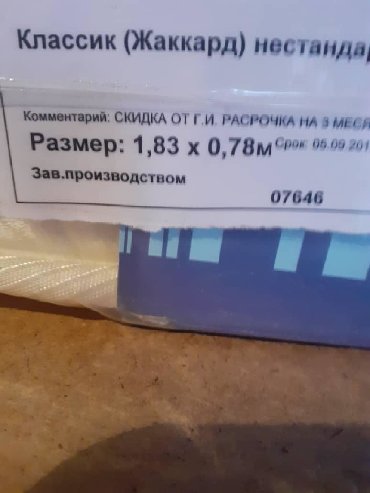 Классик (Жаккард) нестанда
Комментарий: СКИДКА ОТ Г.И. РАСРОЧКА НА 3 МЕСЯ
Размер: 1,83 x 0,78м Срок: 05.09.201
Зав.производством
07646